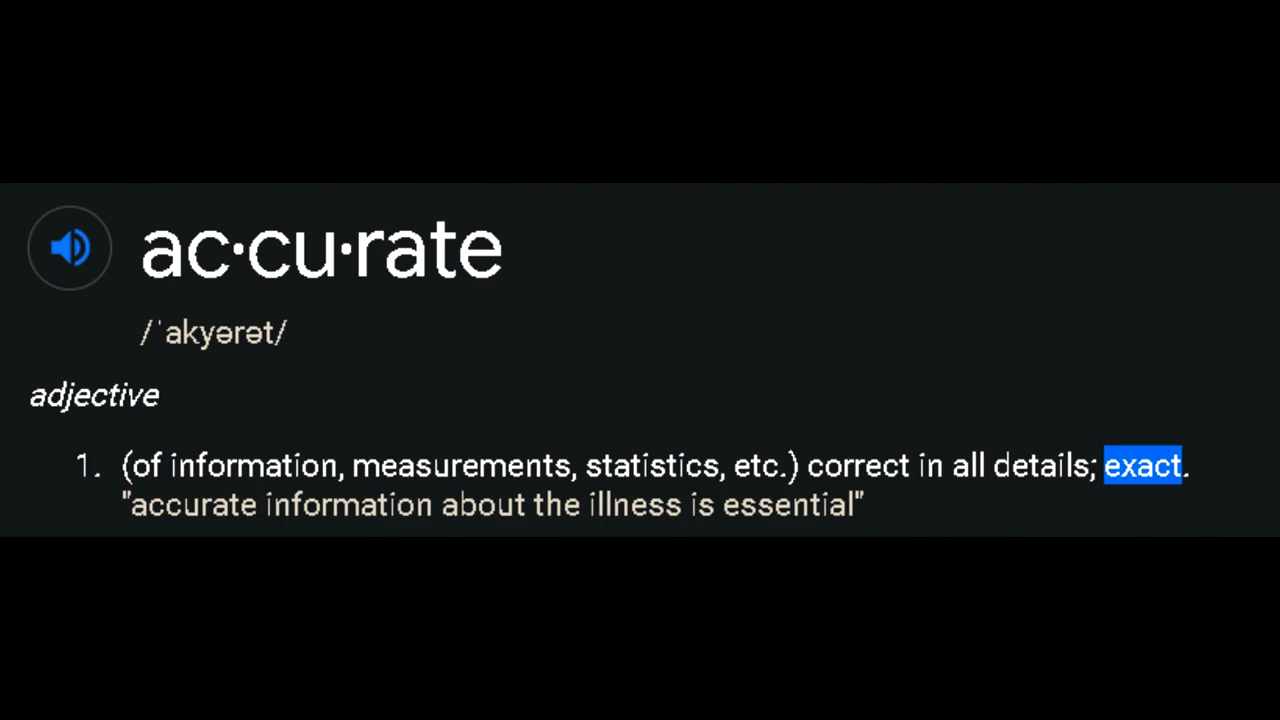 ac·cu·rate
/ˈakyərət/
adjective
1. (of information, measurements, statistics, etc.) correct in all details; exact.
"accurate information about the illness is essential"